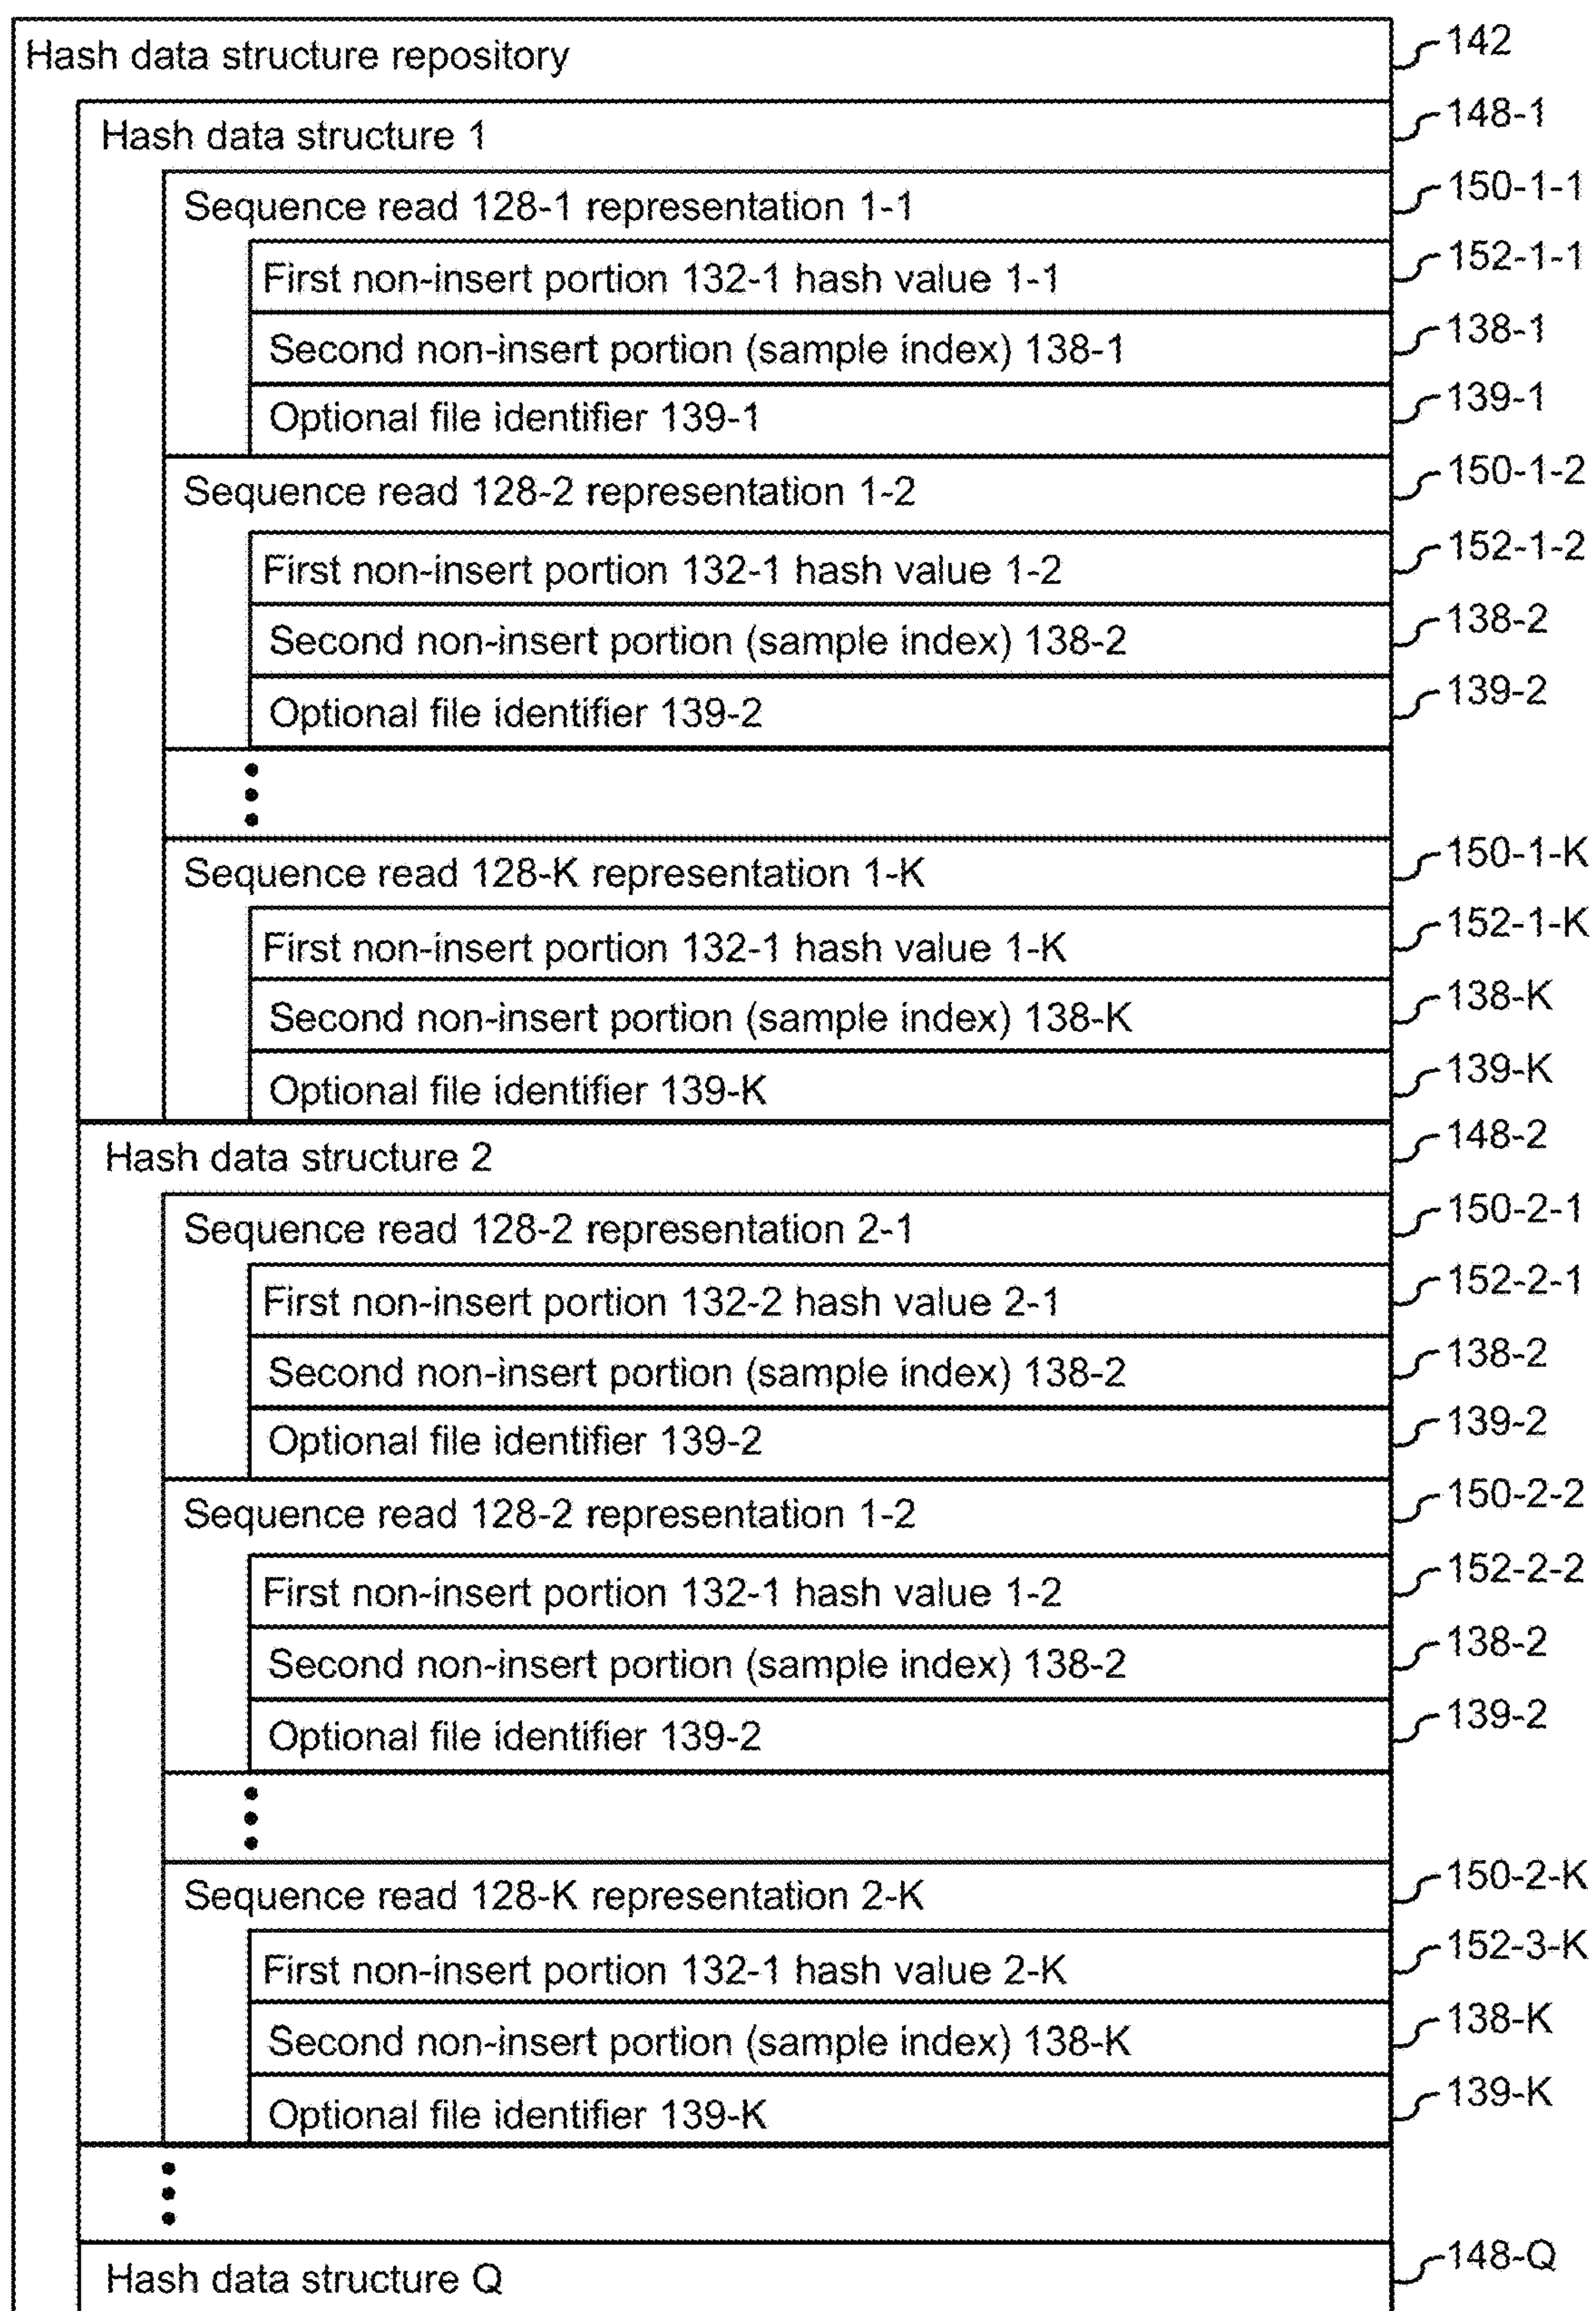 Hash data structure repository 142
Hash data structure 1 148-1
Sequence read 128-1 representation 1-1 150-1-1
First non-insert portion 132-1 hash value 1-1 152-1-1
Second non-insert portion (sample index) 138-1 138-1
Optional file identifier 139-1 139-1
Sequence read 128-2 representation 1-2 150-1-2
First non-insert portion 132-1 hash value 1-2 152-1-2
Second non-insert portion (sample index) 138-2 138-2
Optional file identifier 139-2 139-2
Sequence read 128-K representation 1-K 150-1-K
First non-insert portion 132-1 hash value 1-K 152-1-K
Second non-insert portion (sample index) 138-K 138-K
Optional file identifier 139-K 139-K
Hash data structure 2 148-2
Sequence read 128-2 representation 2-1 150-2-1
First non-insert portion 132-2 hash value 2-1 152-2-1
Second non-insert portion (sample index) 138-2 138-2
Optional file identifier 139-2 139-2
Sequence read 128-2 representation 1-2 150-2-2
First non-insert portion 132-1 hash value 1-2 152-2-2
Second non-insert portion (sample index) 138-2 138-2
Optional file identifier 139-2 139-2
Sequence read 128-K representation 2-K 150-2-K
First non-insert portion 132-1 hash value 2-K 152-3-K
Second non-insert portion (sample index) 138-K 138-K
Optional file identifier 139-K 139-K
Hash data structure Q 148-Q